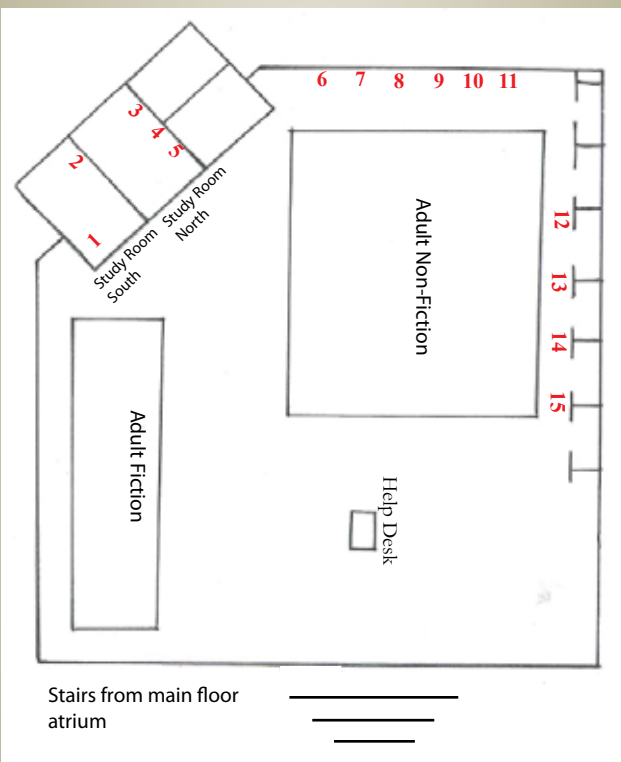 6 7 8 9 10 11
3
4
5
2
1
Study Room
North
Study Room
South
12
13
14
15
Adult Non-Fiction
Adult Fiction
Help Desk
Stairs from main floor
atrium